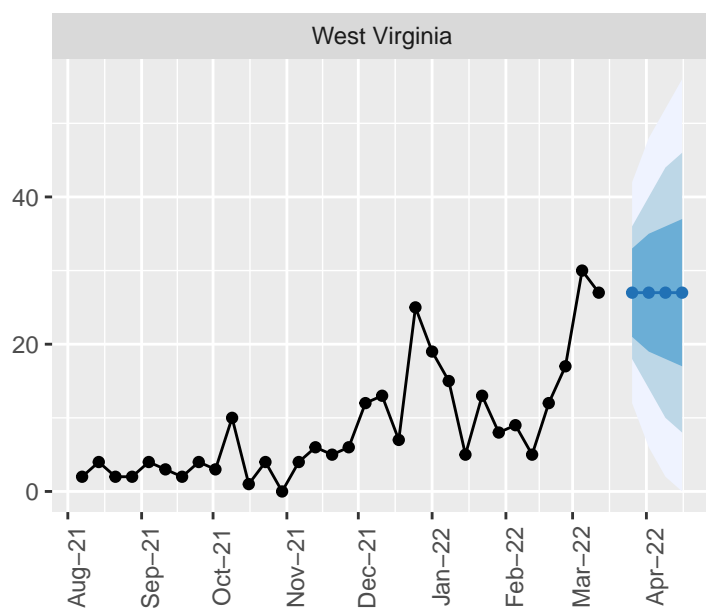 West Virginia
40
20
0
Aug−21
Sep−21
Oct−21
Nov−21
Dec−21
Jan−22
Feb−22
Mar−22
Apr−22